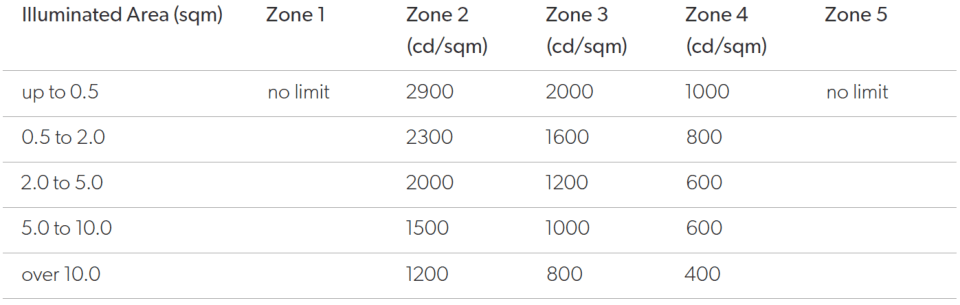 Illuminated Area (sqm) Zone 1 Zone 2 Zone 3 Zone 4 Zone 5
(cd/sqm) (cd/sqm) (cd/sqm)
up to 0.5 no limit 2900 2000 1000 no limit
0.5 to 2.0 2300 1600 800
2.0 to 5.0 2000 1200 600
5.0 to 10.0 1500 1000 600
over 10.0 1200 800 400